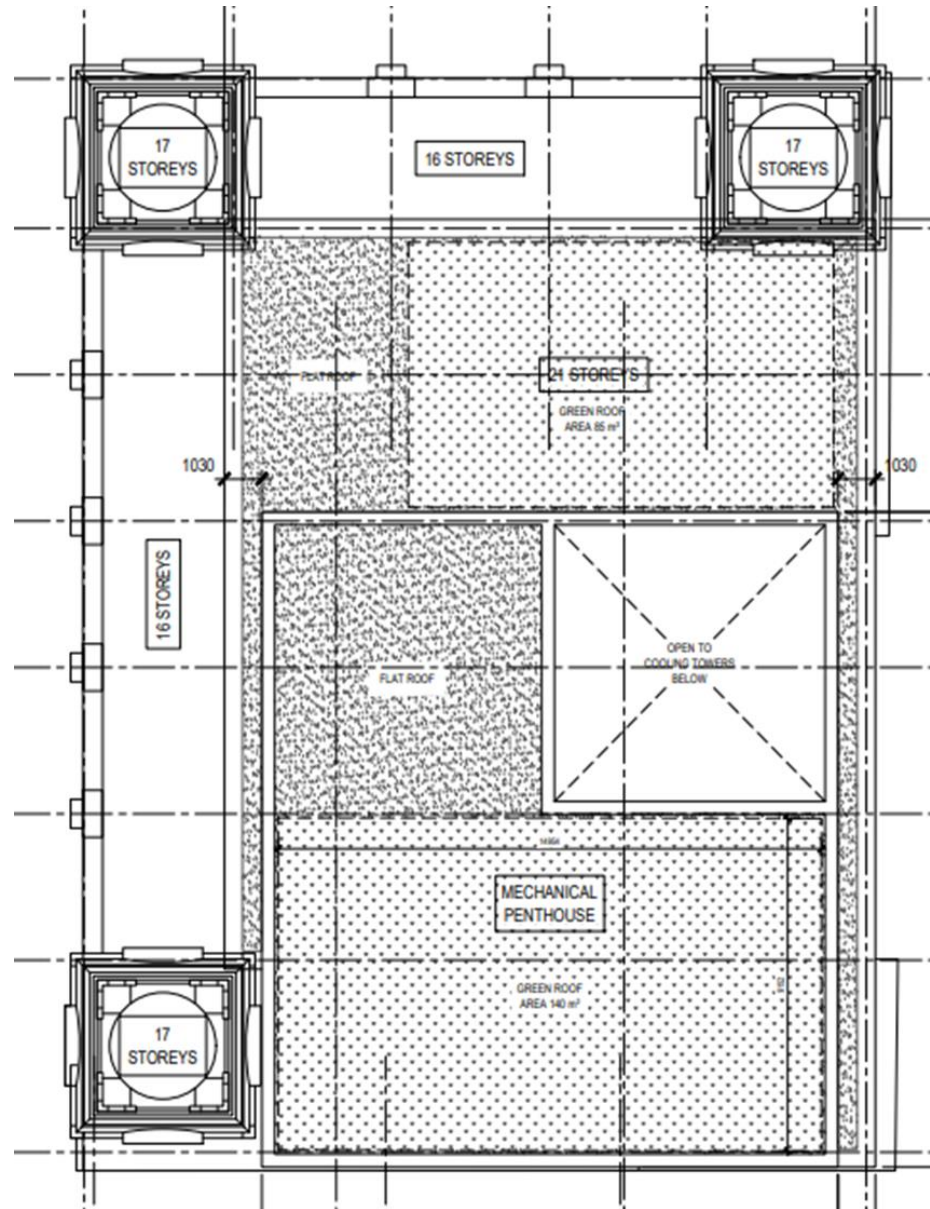 17
STOREYS
16 STOREYS
17
STOREYS
FLAT ROOF
21 STOREYS
GREEN ROOF
AREA 85 m²
1030
1030
16 STOREYS
FLAT ROOF
OPEN TO
COOLING TOWERS
BELOW
MECHANICAL
PENTHOUSE
GREEN ROOF
AREA 140 m²
17
STOREYS